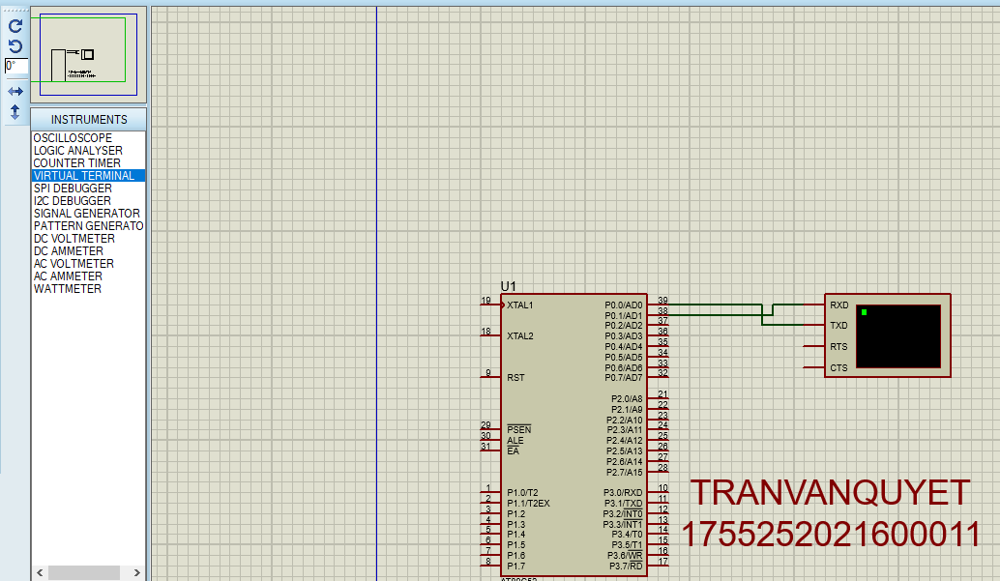 0°
INSTRUMENTS
OSCILLOSCOPE
LOGIC ANALYSER
COUNTER TIMER
VIRTUAL TERMINAL
SPI DEBUGGER
I2C DEBUGGER
SIGNAL GENERATOR
PATTERN GENERATO
DC VOLTMETER
DC AMMETER
AC VOLTMETER
AC AMMETER
WATTMETER
U1
19 XTAL1
18 XTAL2
9 RST
29 PSEN
30 ALE
31 EA
1 P1.0/T2
2 P1.1/T2EX
3 P1.2
4 P1.3
5 P1.4
6 P1.5
7 P1.6
8 P1.7
P0.0/AD0 39
P0.1/AD1 38
P0.2/AD2 37
P0.3/AD3 36
P0.4/AD4 35
P0.5/AD5 34
P0.6/AD6 33
P0.7/AD7 32
P2.0/A8 21
P2.1/A9 22
P2.2/A10 23
P2.3/A11 24
P2.4/A12 25
P2.5/A13 26
P2.6/A14 27
P2.7/A15 28
P3.0/RXD 10
P3.1/TXD 11
P3.2/INT0 12
P3.3/INT1 13
P3.4/T0 14
P3.5/T1 15
P3.6/WR 16
P3.7/RD 17
RXD
TXD
RTS
CTS
TRANVANQUYET
1755252021600011